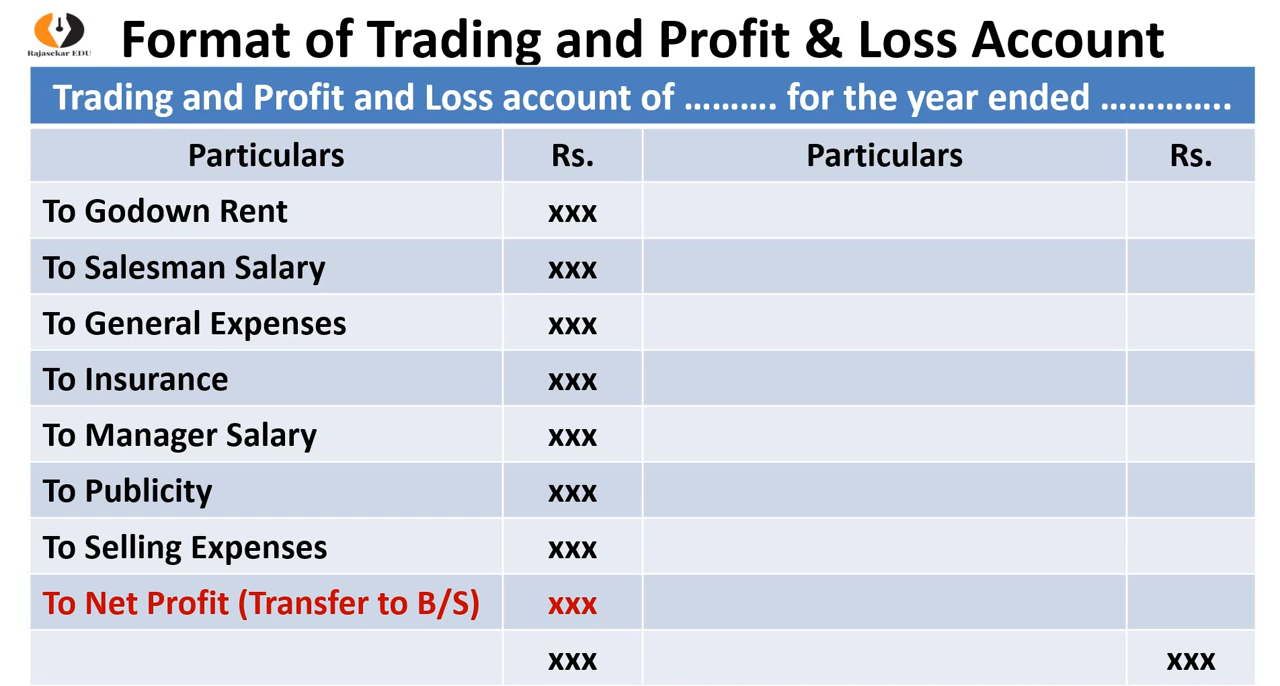 Rajasekar EDU
Format of Trading and Profit & Loss Account
Trading and Profit and Loss account of ………. for the year ended …………..
Particulars Rs. Particulars Rs.
To Godown Rent xxx
To Salesman Salary xxx
To General Expenses xxx
To Insurance xxx
To Manager Salary xxx
To Publicity xxx
To Selling Expenses xxx
To Net Profit (Transfer to B/S) xxx
xxx xxx